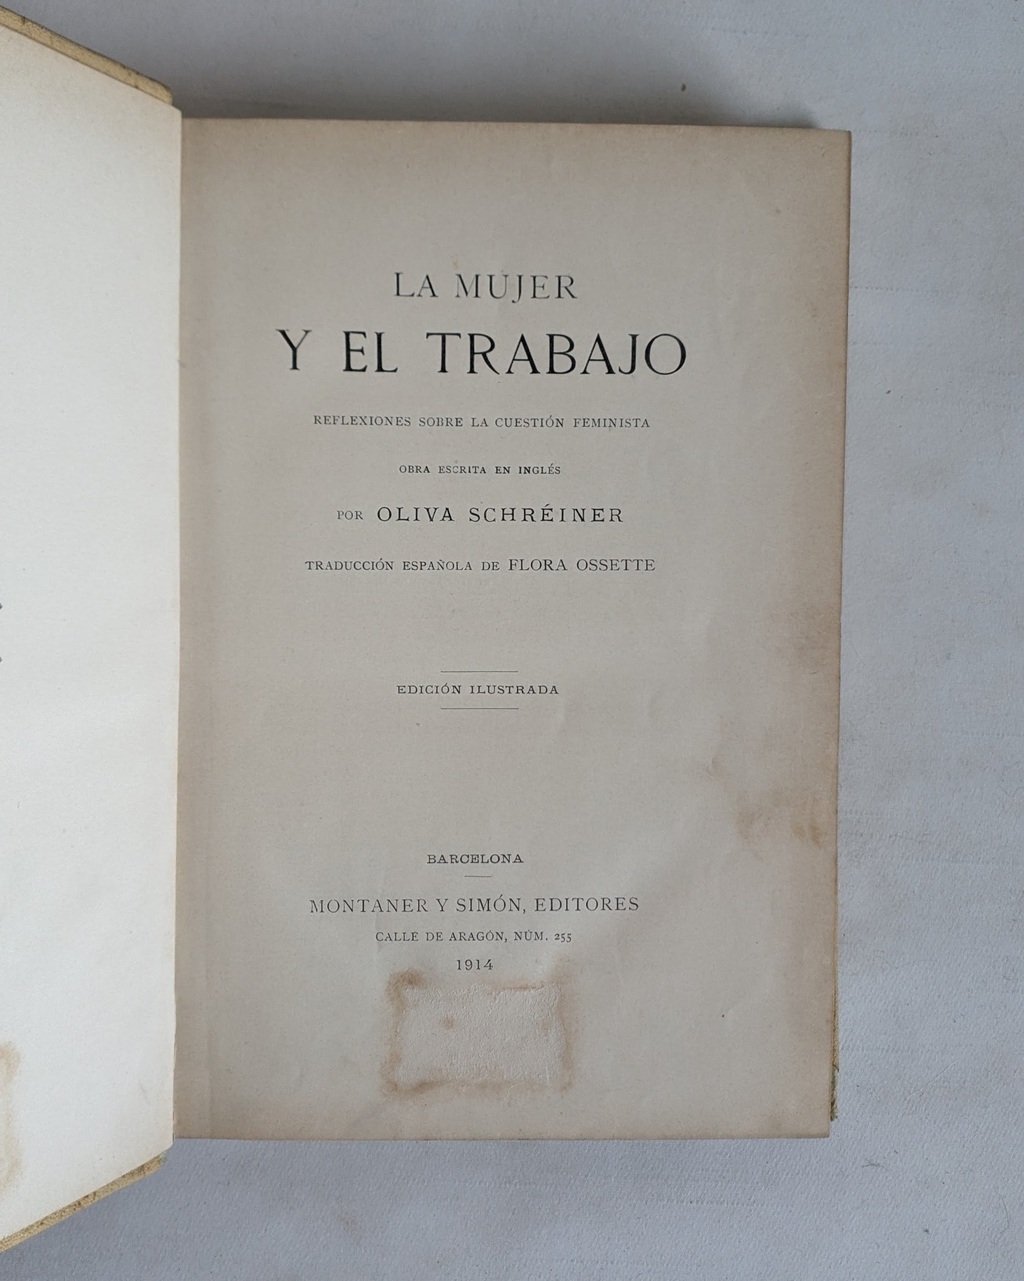 LA MUJER
Y EL TRABAJO
REFLEXIONES SOBRE LA CUESTIÓN FEMINISTA
OBRA ESCRITA EN INGLÉS
POR OLIVA SCHRÉINER
TRADUCCIÓN ESPAÑOLA DE FLORA OSSETTE
EDICIÓN ILUSTRADA
BARCELONA
MONTANER Y SIMÓN, EDITORES
CALLE DE ARAGÓN, NÚM. 255
1914